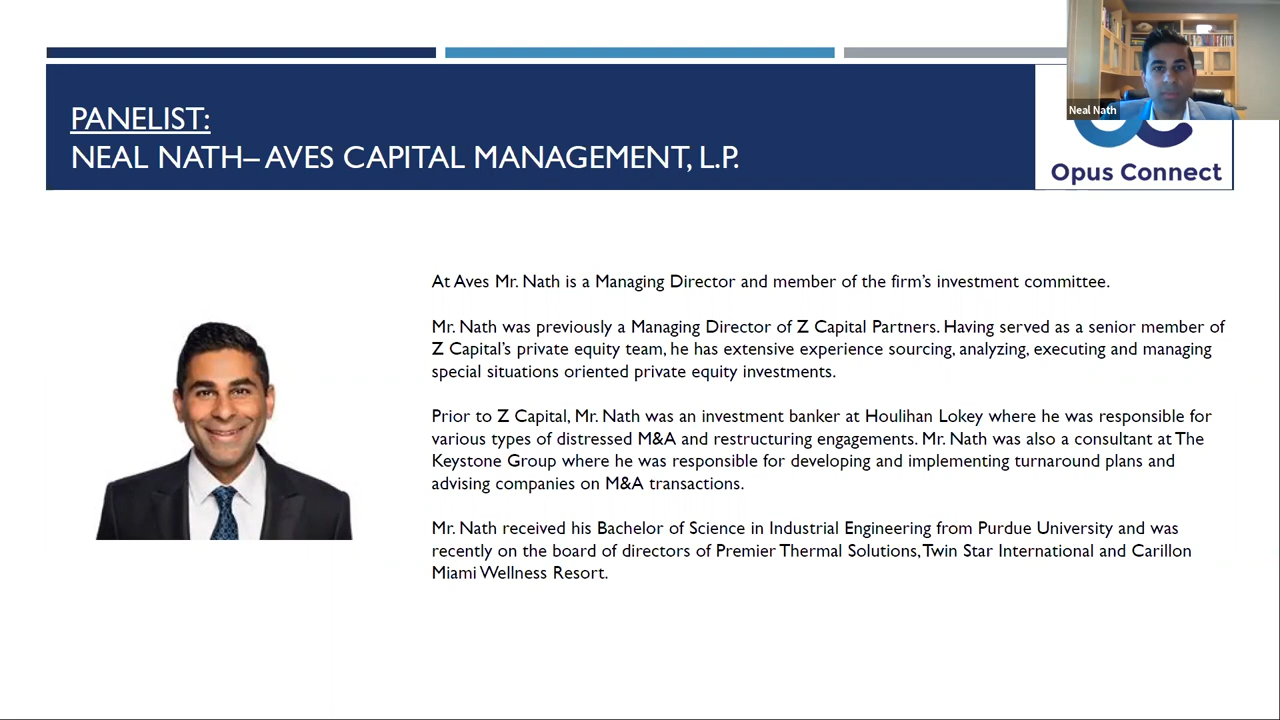 PANELIST:
NEAL NATH– AVES CAPITAL MANAGEMENT, L.P.
Neal Nath
Opus Connect
At Aves Mr. Nath is a Managing Director and member of the firm's investment committee.
Mr. Nath was previously a Managing Director of Z Capital Partners. Having served as a senior member of
Z Capital's private equity team, he has extensive experience sourcing, analyzing, executing and managing
special situations oriented private equity investments.
Prior to Z Capital, Mr. Nath was an investment banker at Houlihan Lokey where he was responsible for
various types of distressed M&A and restructuring engagements. Mr. Nath was also a consultant at The
Keystone Group where he was responsible for developing and implementing turnaround plans and
advising companies on M&A transactions.
Mr. Nath received his Bachelor of Science in Industrial Engineering from Purdue University and was
recently on the board of directors of Premier Thermal Solutions, Twin Star International and Carillon
Miami Wellness Resort.